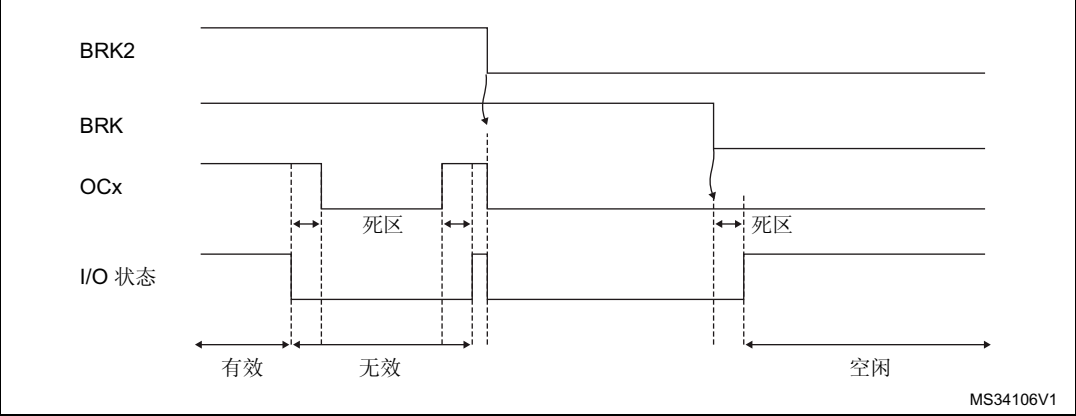 BRK2
BRK
OCx
死区
死区
I/O 状态
有效
无效
空闲
MS34106V1